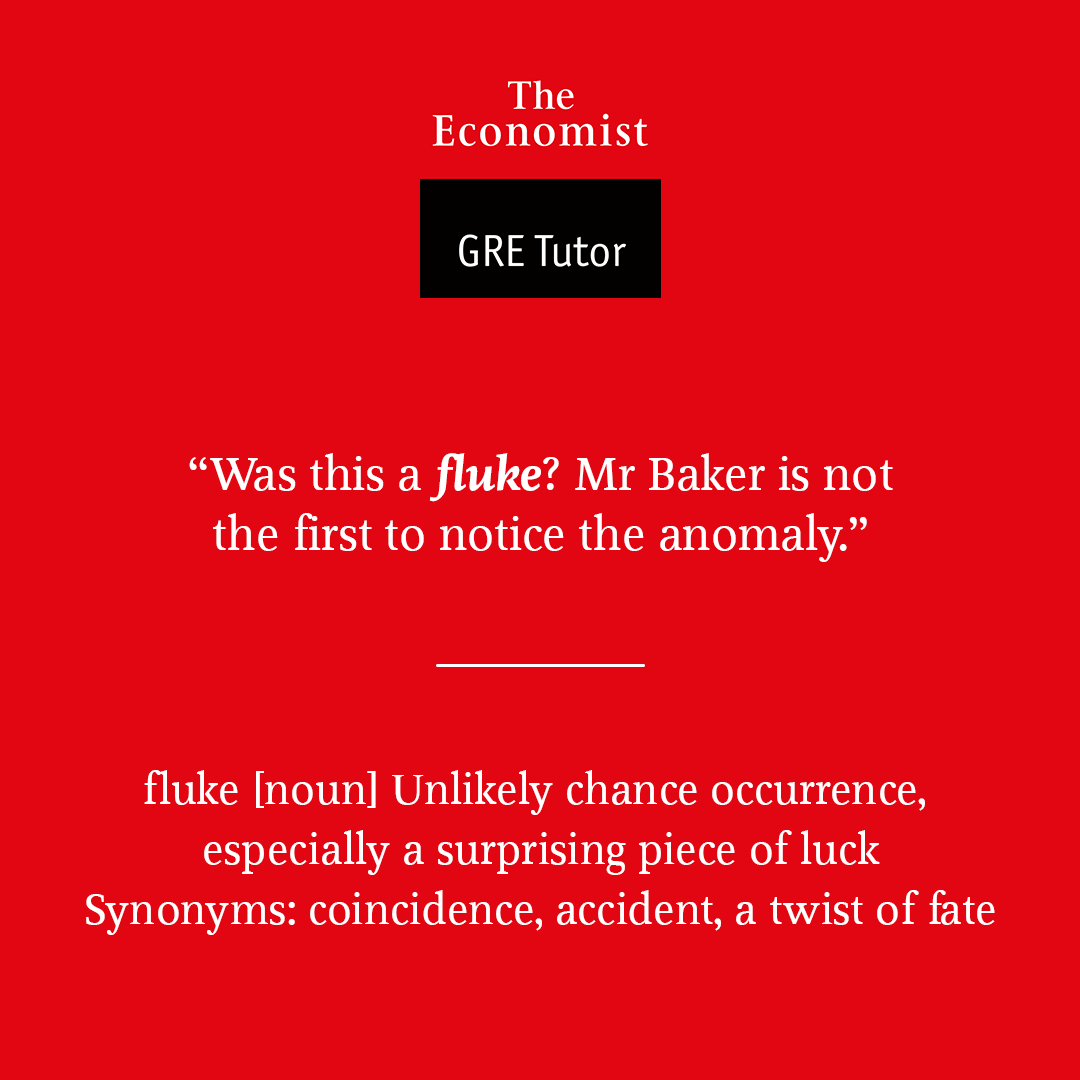 The
Economist
GRE Tutor
“Was this a fluke? Mr Baker is not
the first to notice the anomaly.”
fluke [noun] Unlikely chance occurrence,
especially a surprising piece of luck
Synonyms: coincidence, accident, a twist of fate